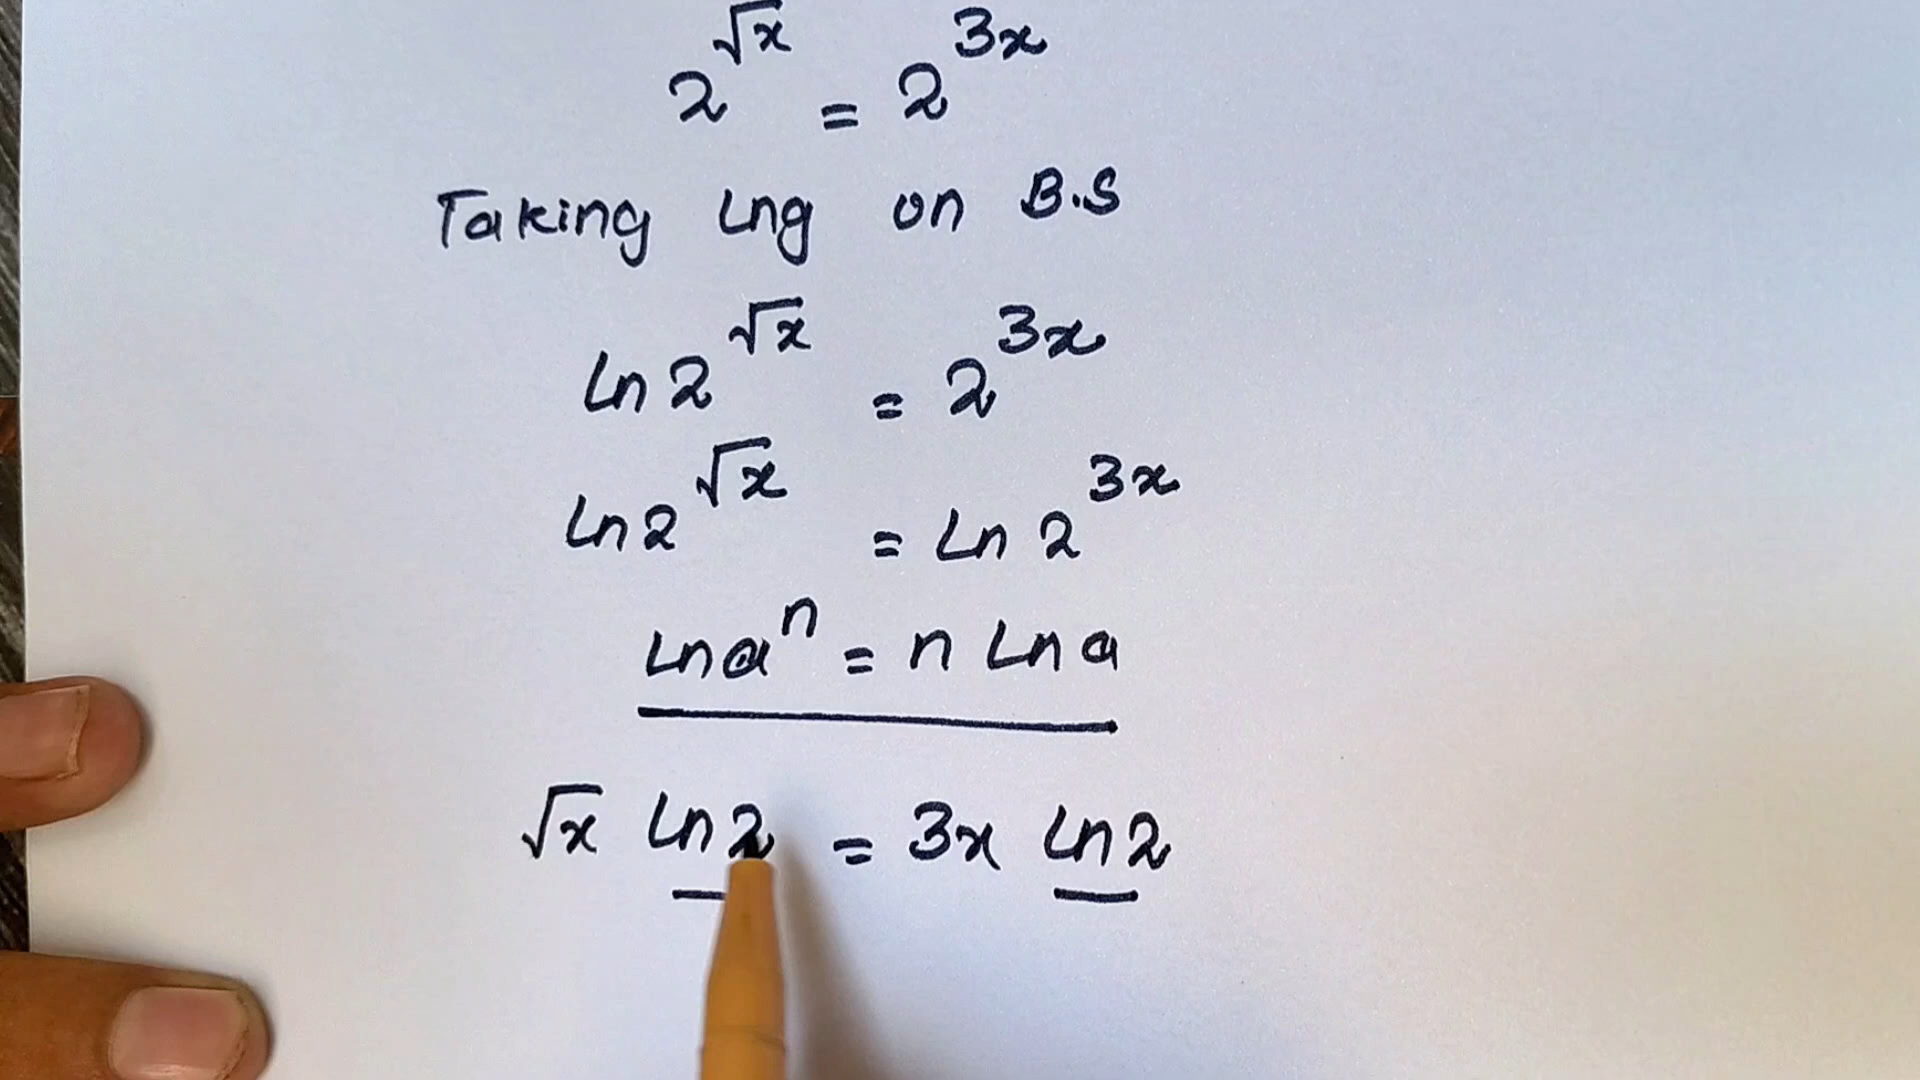 2^√x = 2^3x
Taking Lng on B.S
Ln 2^√x = 2^3x
Ln 2^√x = Ln 2^3x
Ln a^n = n Ln a
√x Ln 2 = 3x Ln 2